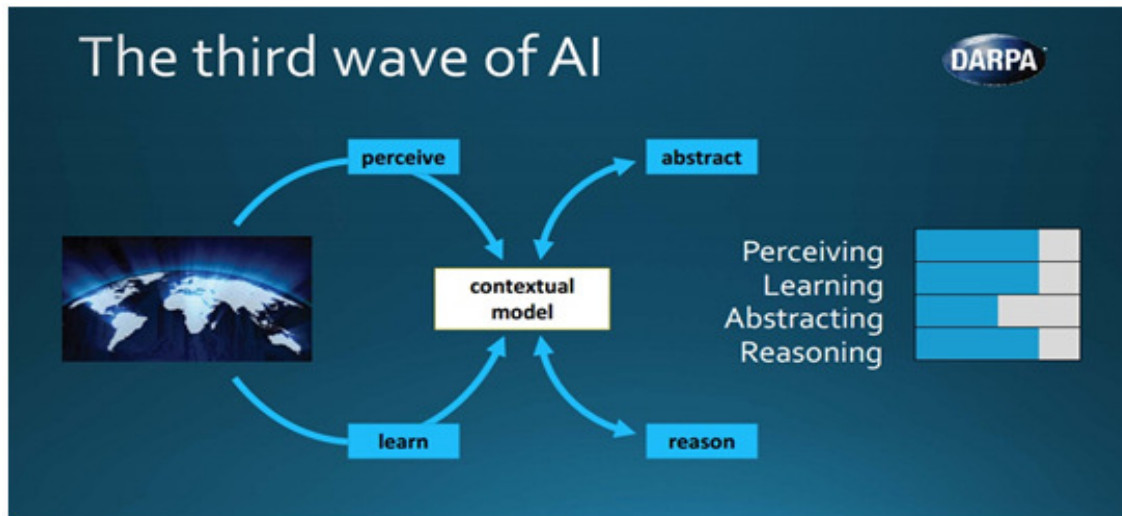 The third wave of AI
DARPA
perceive
abstract
contextual
model
learn
reason
Perceiving
Learning
Abstracting
Reasoning